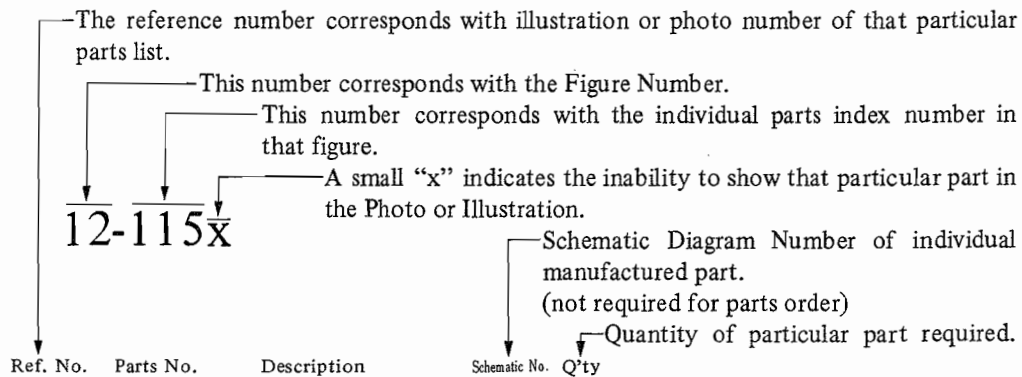 The reference number corresponds with illustration or photo number of that particular
parts list.
This number corresponds with the Figure Number.
This number corresponds with the individual parts index number in
that figure.
A small “x” indicates the inability to show that particular part in
the Photo or Illustration.
12-115x
Schematic Diagram Number of individual
manufactured part.
(not required for parts order)
Quantity of particular part required.
Ref. No. Parts No. Description Schematic No. Q'ty